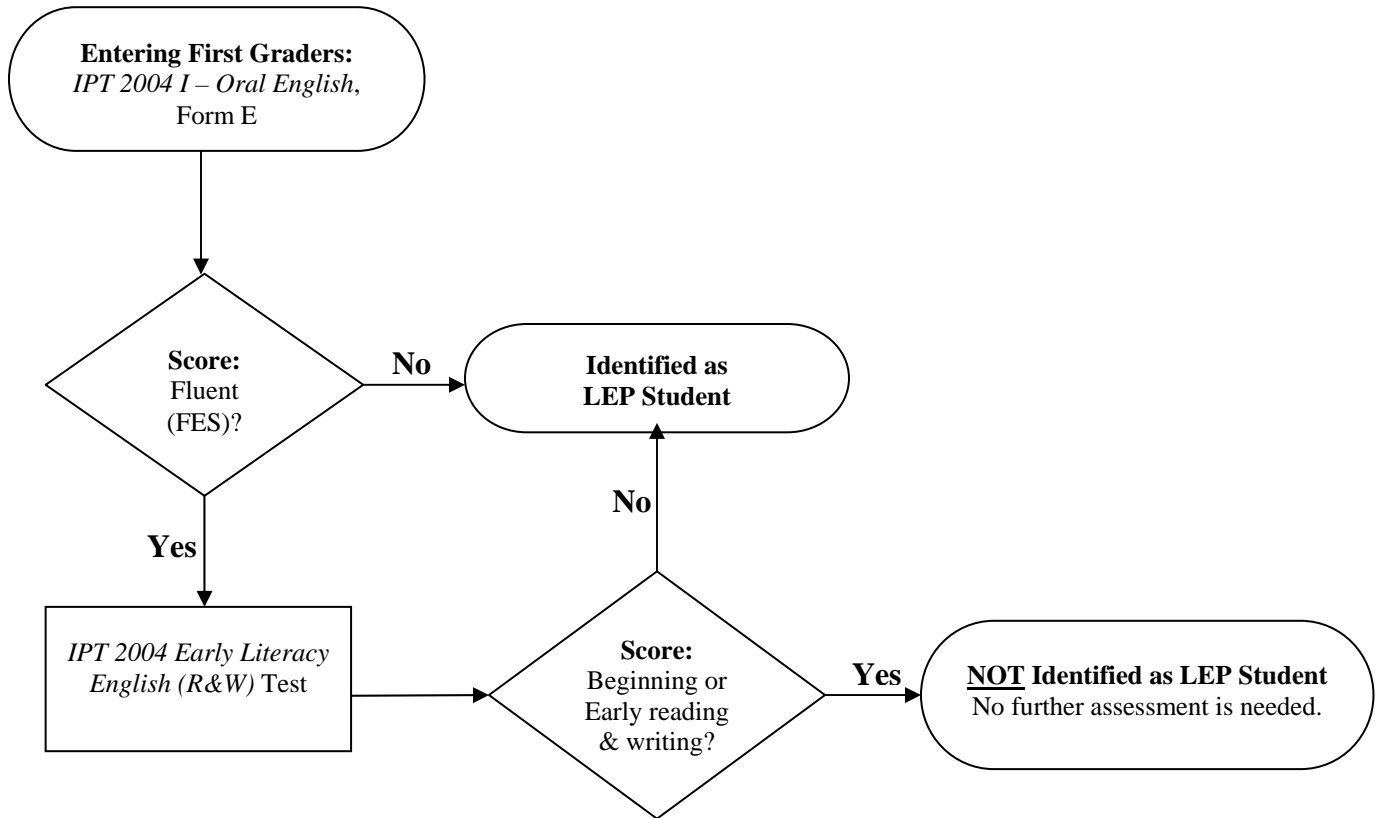 Entering First Graders:
IPT 2004 I – Oral English,
Form E
Score:
Fluent
(FES)?
No
Identified as
LEP Student
No
Yes
IPT 2004 Early Literacy
English (R&W) Test
Score:
Beginning or
Early reading
& writing?
Yes
NOT Identified as LEP Student
No further assessment is needed.